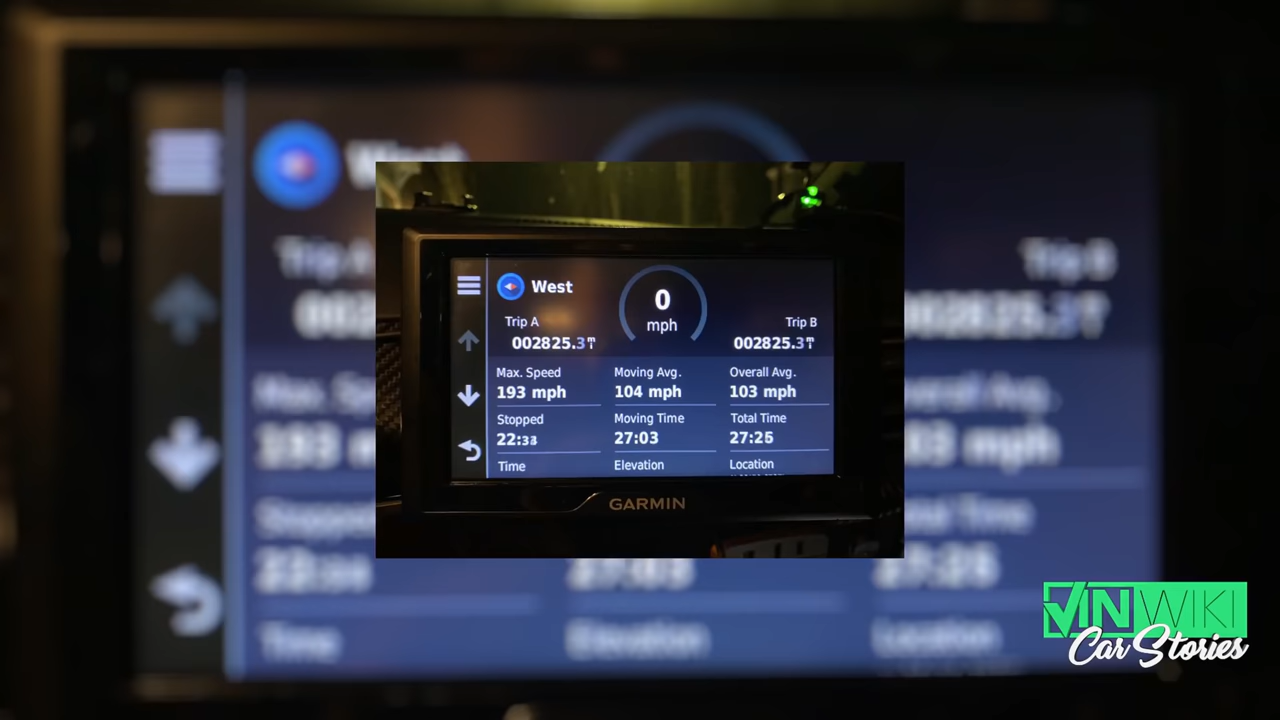 West
0
mph
Trip A
Trip B
002825.3
002825.3
Max. Speed
Moving Avg.
Overall Avg.
193 mph
104 mph
103 mph
Stopped
Moving Time
Total Time
22:33
27:03
27:25
Time
Elevation
Location
GARMIN
VINWIKI
Car Stories